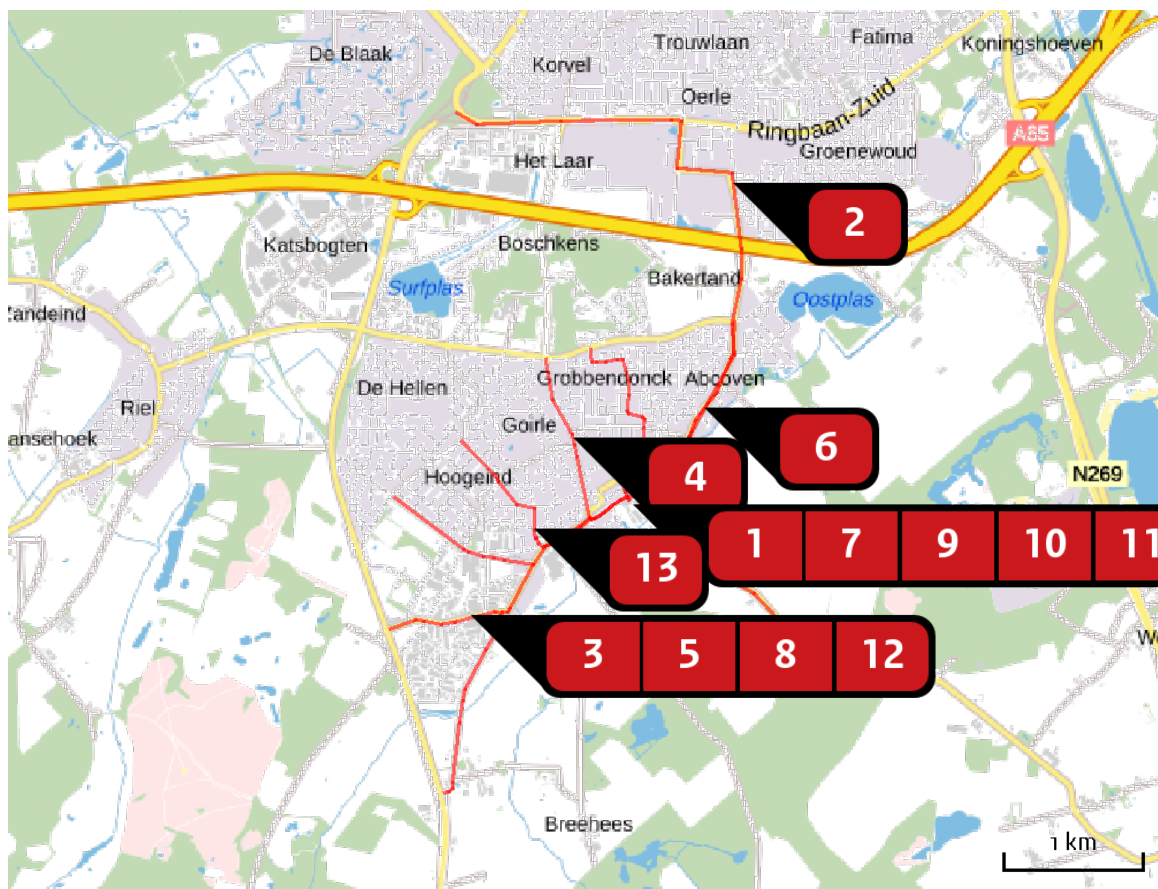 De Blaak
Trouwlaan
Fatima
Koningshoeven
Korvel
Oerle
Ringbaan-Zuid
A65
Het Laar
Groenewoud
2
Katsbogten
Boschkens
Bakertand
Surfplas
Oostplas
Zandeind
De Hellen
Grobbendonck
Abcoven
Riel
Goirle
ansehoek
6
Hoogeind
4
N269
1 7 9 10 11
13
3 5 8 12
Breehees
1 km